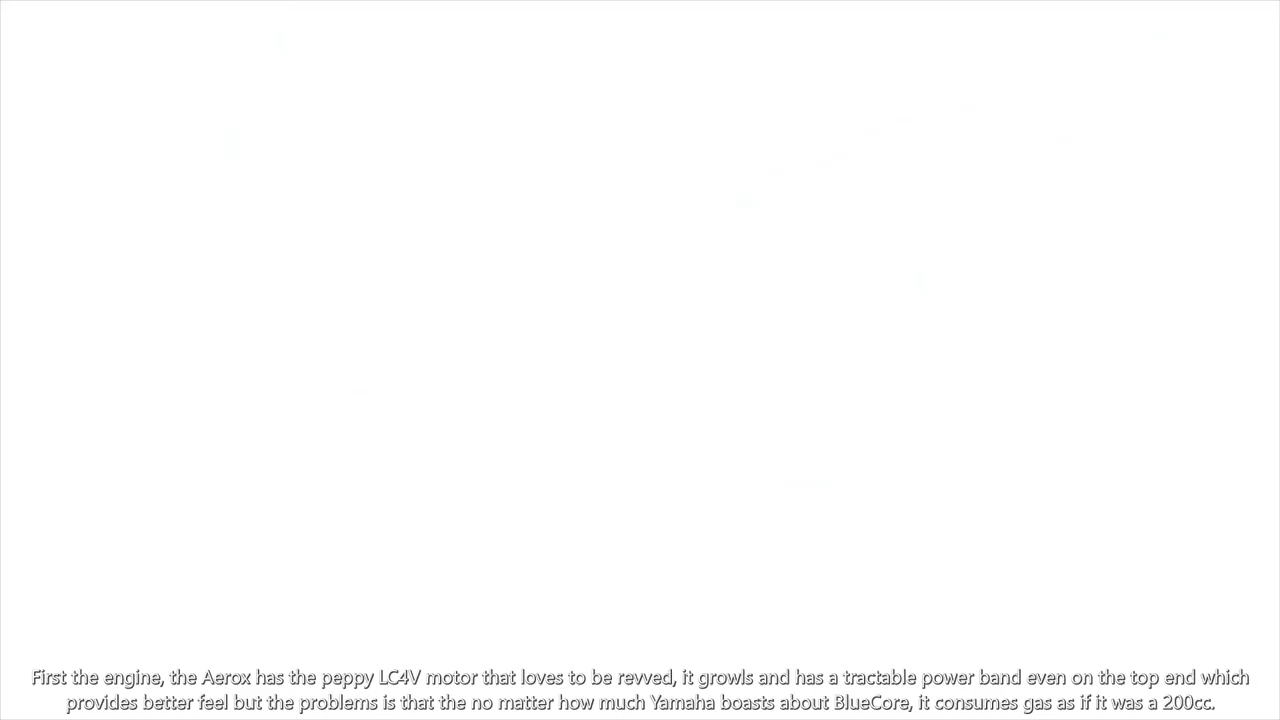 First the engine, the Aerox has the peppy LC4V motor that loves to be revved, it growls and has a tractable power band even on the top end which
provides better feel but the problems is that the no matter how much Yamaha boasts about BlueCore, it consumes gas as if it was a 200cc.